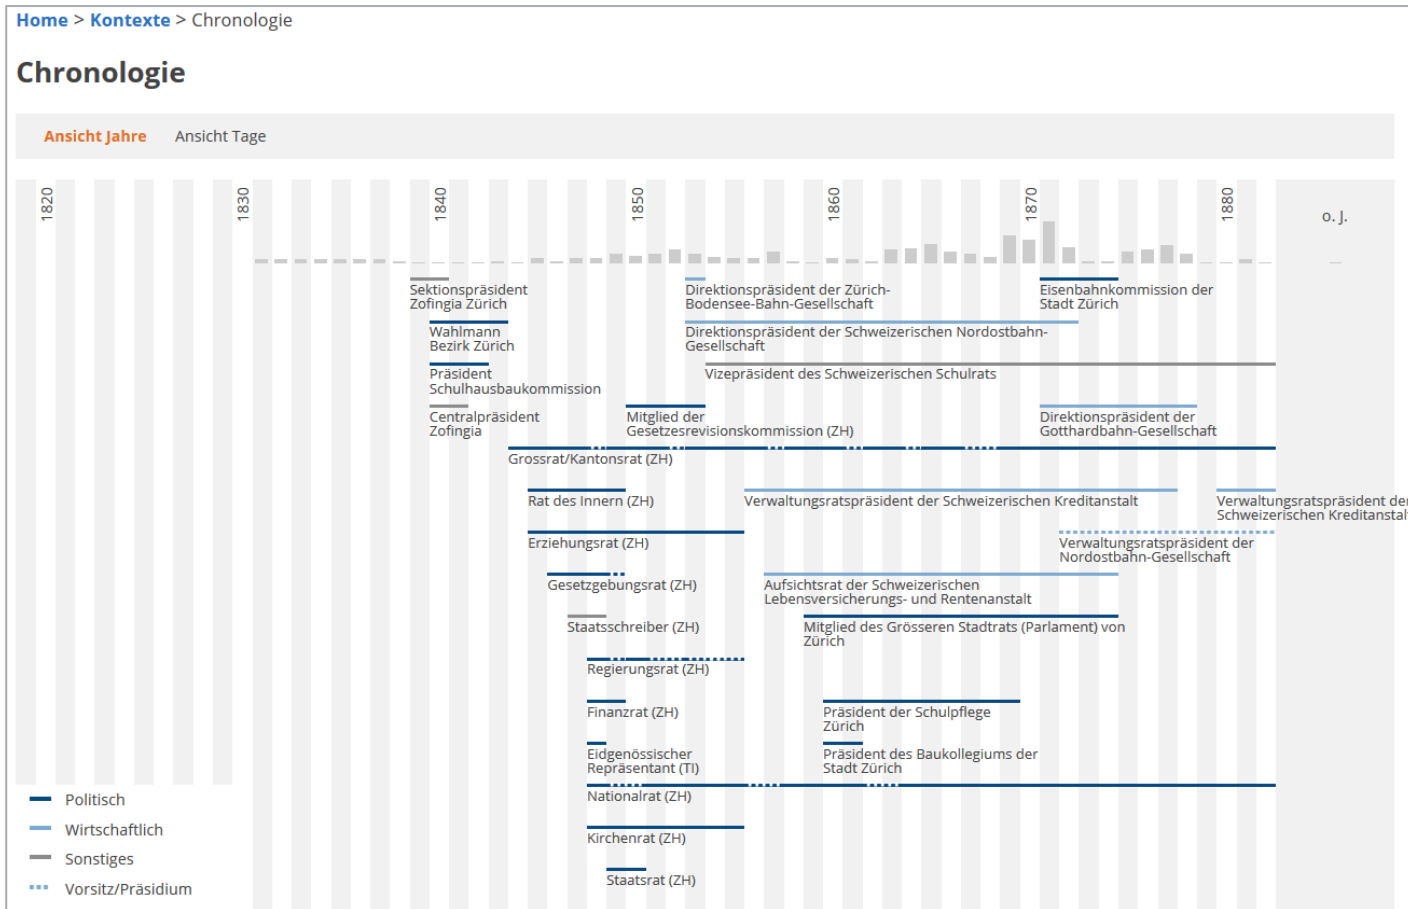 Home > Kontexte > Chronologie
Chronologie
Ansicht Jahre Ansicht Tage
1820 1830 1840 1850 1860 1870 1880 o. J.
Sektionspräsident
Zofingia Zürich
Direktionspräsident der Zürich-
Bodensee-Bahn-Gesellschaft
Eisenbahnkommission der
Stadt Zürich
Wahlmann
Bezirk Zürich
Direktionspräsident der Schweizerischen Nordostbahn-
Gesellschaft
Präsident
Schulhausbaukommission
Vizepräsident des Schweizerischen Schulrats
Centralpräsident
Zofingia
Mitglied der
Gesetzesrevisionskommission (ZH)
Direktionspräsident der
Gotthardbahn-Gesellschaft
Grossrat/Kantonsrat (ZH)
Rat des Innern (ZH)
Verwaltungsratspräsident der Schweizerischen Kreditanstalt
Verwaltungsratspräsident der
Schweizerischen Kreditanstalt
Erziehungsrat (ZH)
Verwaltungsratspräsident der
Nordostbahn-Gesellschaft
Gesetzgebungsrat (ZH)
Aufsichtsrat der Schweizerischen
Lebensversicherungs- und Rentenanstalt
Staatsschreiber (ZH)
Mitglied des Grösseren Stadtrats (Parlament) von
Zürich
Regierungsrat (ZH)
Finanzrat (ZH)
Präsident der Schulpflege
Zürich
Eidgenössischer
Repräsentant (TI)
Präsident des Baukollegiums der
Stadt Zürich
Nationalrat (ZH)
Kirchenrat (ZH)
Staatsrat (ZH)
Politisch
Wirtschaftlich
Sonstiges
Vorsitz/Präsidium